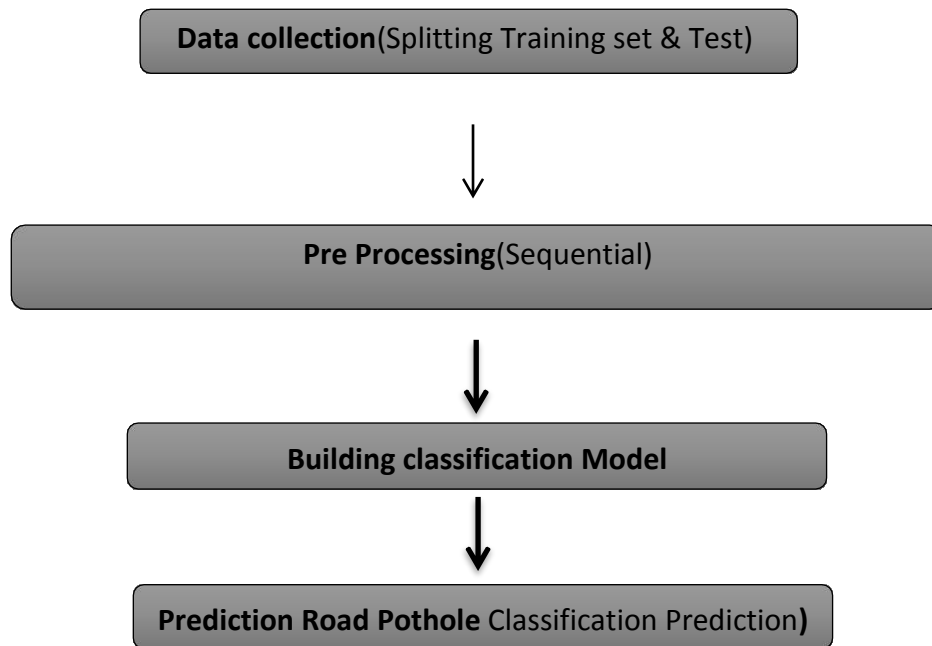 Data collection(Splitting Training set & Test)
Pre Processing(Sequential)
Building classification Model
Prediction Road Pothole Classification Prediction)